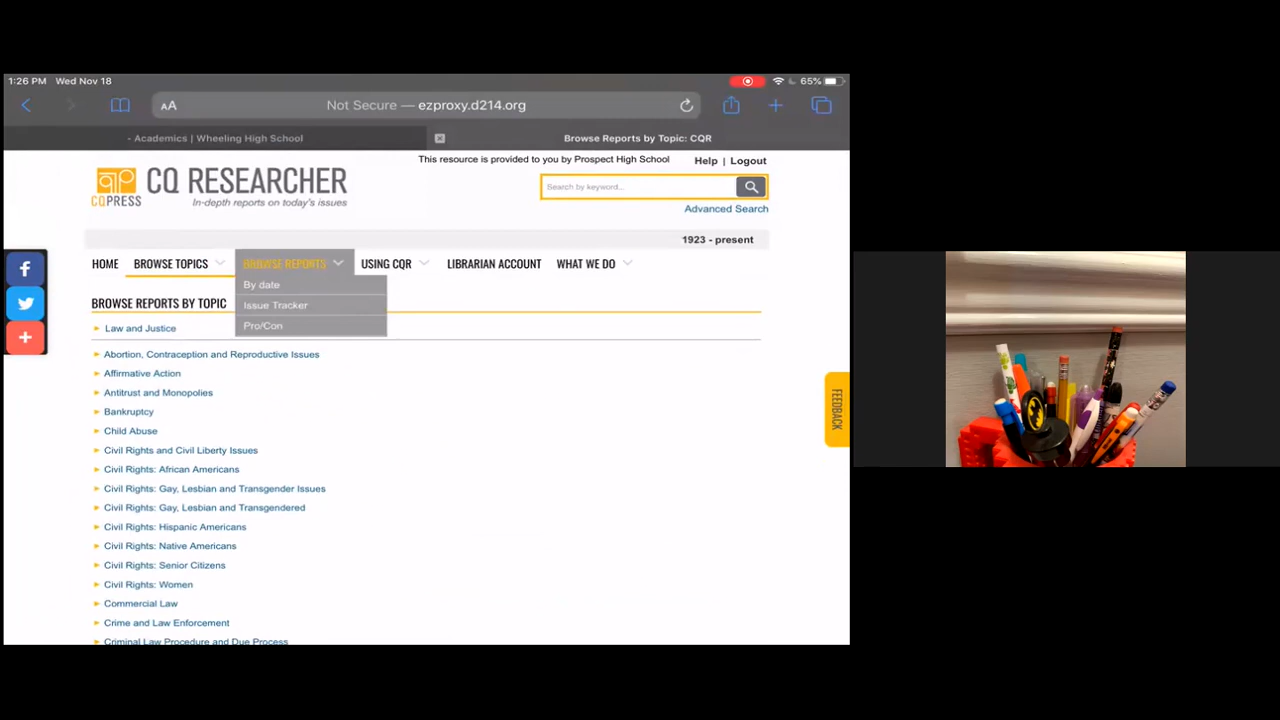 1:26 PM Wed Nov 18
65%
AA Not Secure — ezproxy.d214.org
- Academics | Wheeling High School
Browse Reports by Topic: CQR
This resource is provided to you by Prospect High School
Help | Logout
CQPRESS
CQ RESEARCHER
In-depth reports on today's issues
Search by keyword...
Advanced Search
1923 - present
HOME BROWSE TOPICS BROWSE REPORTS USING CQR LIBRARIAN ACCOUNT WHAT WE DO
By date
Issue Tracker
Pro/Con
BROWSE REPORTS BY TOPIC
Law and Justice
Abortion, Contraception and Reproductive Issues
Affirmative Action
Antitrust and Monopolies
Bankruptcy
Child Abuse
Civil Rights and Civil Liberty Issues
Civil Rights: African Americans
Civil Rights: Gay, Lesbian and Transgender Issues
Civil Rights: Gay, Lesbian and Transgendered
Civil Rights: Hispanic Americans
Civil Rights: Native Americans
Civil Rights: Senior Citizens
Civil Rights: Women
Commercial Law
Crime and Law Enforcement
Criminal Law Procedure and Due Process
FEEDBACK